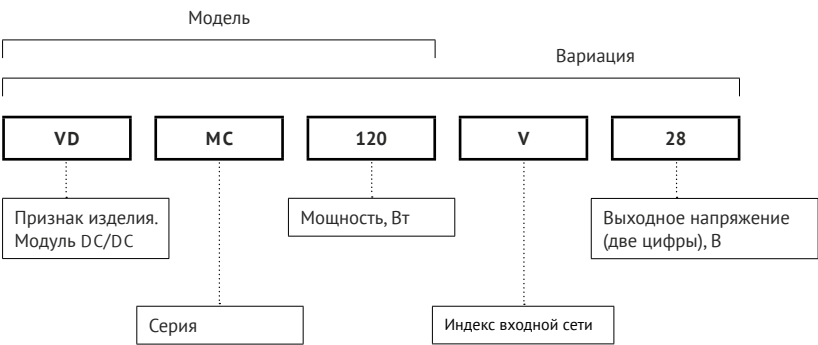 Модель
Вариация
VD MC 120 V 28
Признак изделия.
Модуль DC/DC
Мощность, Вт
Выходное напряжение
(две цифры), В
Серия
Индекс входной сети